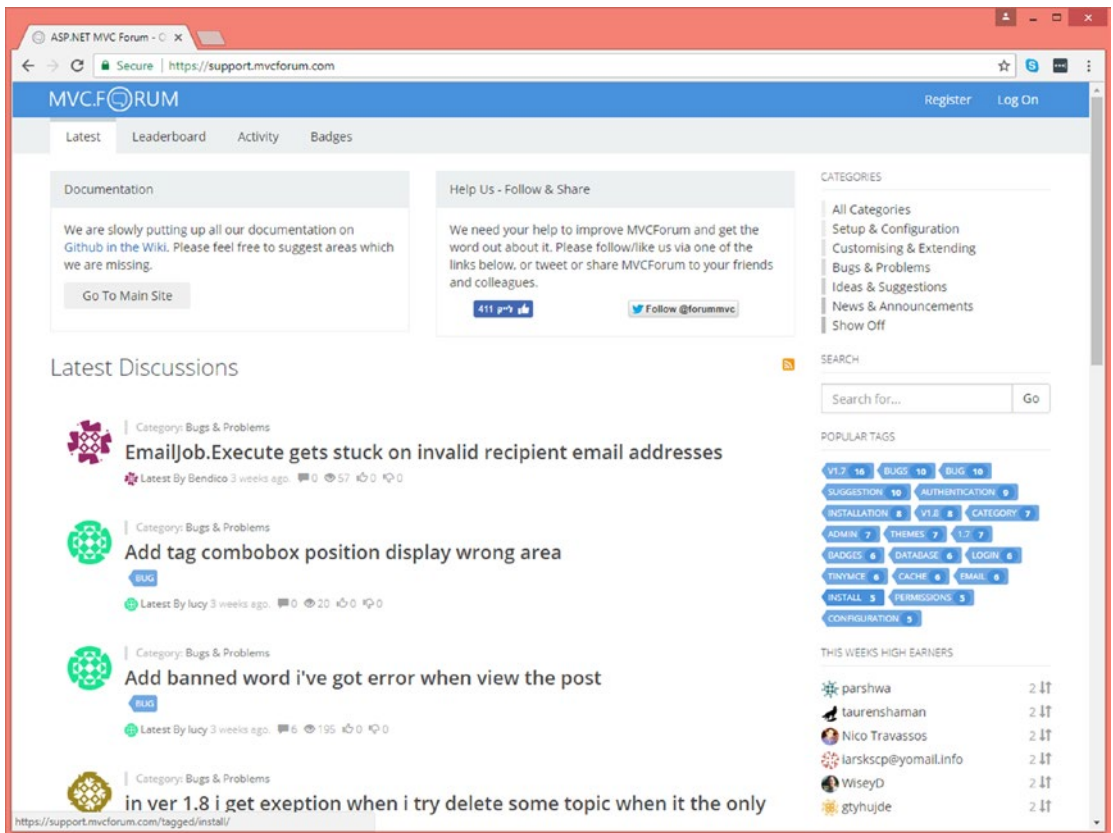 ASP.NET MVC Forum - O
Secure | https://support.mvcforum.com
MVC.FORUM
Register Log On
Latest Leaderboard Activity Badges
Documentation
We are slowly putting up all our documentation on
Github in the Wiki. Please feel free to suggest areas which
we are missing.
Go To Main Site
Help Us - Follow & Share
We need your help to improve MVCForum and get the
word out about it. Please follow/like us via one of the
links below, or tweet or share MVCForum to your friends
and colleagues.
411 לייק
Follow @forummvc
Latest Discussions
Category: Bugs & Problems
EmailJob.Execute gets stuck on invalid recipient email addresses
Latest By Bendico 3 weeks ago. 0 57 0 0
Category: Bugs & Problems
Add tag combobox position display wrong area
BUG
Latest By lucy 3 weeks ago. 0 20 0 0
Category: Bugs & Problems
Add banned word i've got error when view the post
BUG
Latest By lucy 3 weeks ago. 6 195 0 0
Category: Bugs & Problems
in ver 1.8 i get exeption when i try delete some topic when it the only
CATEGORIES
All Categories
Setup & Configuration
Customising & Extending
Bugs & Problems
Ideas & Suggestions
News & Announcements
Show Off
SEARCH
Search for... Go
POPULAR TAGS
V1.7 16 BUGS 10 BUG 10
SUGGESTION 10 AUTHENTICATION 9
INSTALLATION 8 V1.8 8 CATEGORY 7
ADMIN 7 THEMES 7 1.7 7
BADGES 6 DATABASE 6 LOGIN 6
TINYMCE 6 CACHE 6 EMAIL 6
INSTALL 5 PERMISSIONS 5
CONFIGURATION 5
THIS WEEKS HIGH EARNERS
parshwa 2
taurenshaman 2
Nico Travassos 2
iarskscp@yomail.info 2
WiseyD 2
gtyhujde 2
https://support.mvcforum.com/tagged/install/